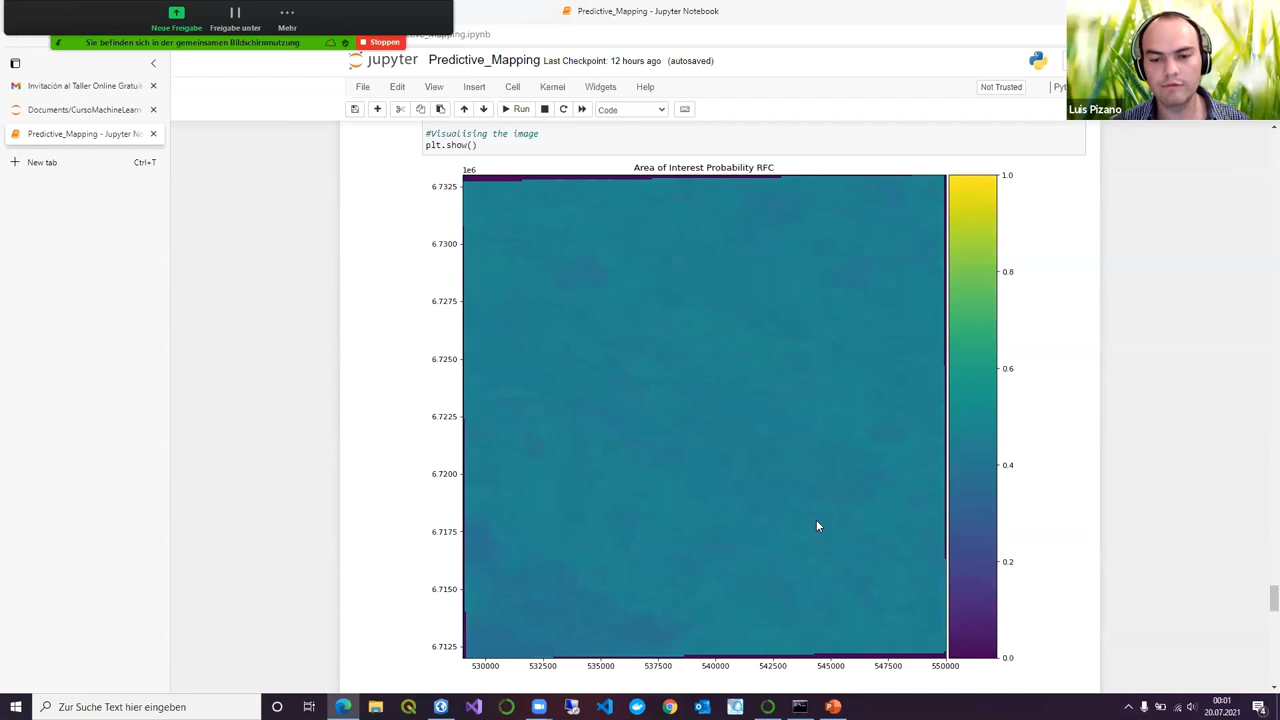 Predictive_Mapping - Jupyter Notebook
Neue Freigabe
Freigabe unter
Mehr
Sie befinden sich in der gemeinsamen Bildschirmnutzung
Stoppen
_Mapping.ipynb
jupyter Predictive_Mapping Last Checkpoint: 12 hours ago (autosaved)
Invitación al Taller Online Gratuit
Documents/CursoMachineLearn
Predictive_Mapping - Jupyter No
New tab Ctrl+T
File Edit View Insert Cell Kernel Widgets Help
Not Trusted
Run
Code
Luis Pizano
#Visualising the image
plt.show()
Area of Interest Probability RFC
1e6
6.7325
6.7300
6.7275
6.7250
6.7225
6.7200
6.7175
6.7150
6.7125
530000 532500 535000 537500 540000 542500 545000 547500 550000
1.0
0.8
0.6
0.4
0.2
0.0
Zur Suche Text hier eingeben
00:01
20.07.2021
4